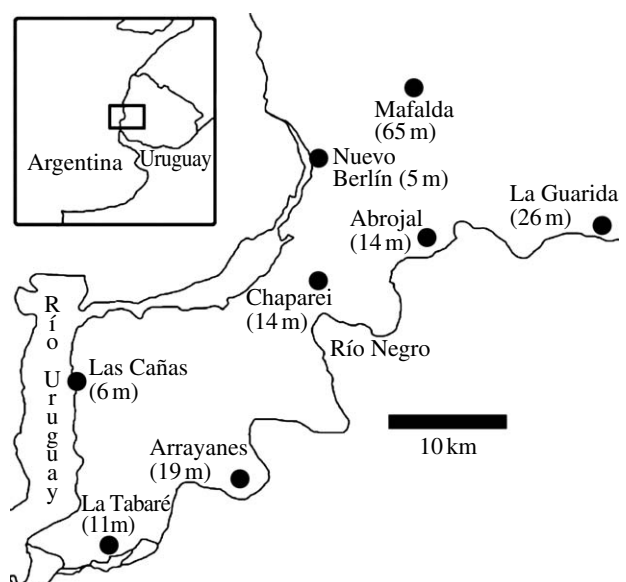 Argentina
Uruguay
Mafalda
(65 m)
Nuevo
Berlín (5 m)
La Guarida
(26 m)
Abrojal
(14 m)
Chaparei
(14 m)
Río Negro
Río Uruguay
Las Cañas
(6 m)
10 km
Arrayanes
(19 m)
La Tabaré
(11m)